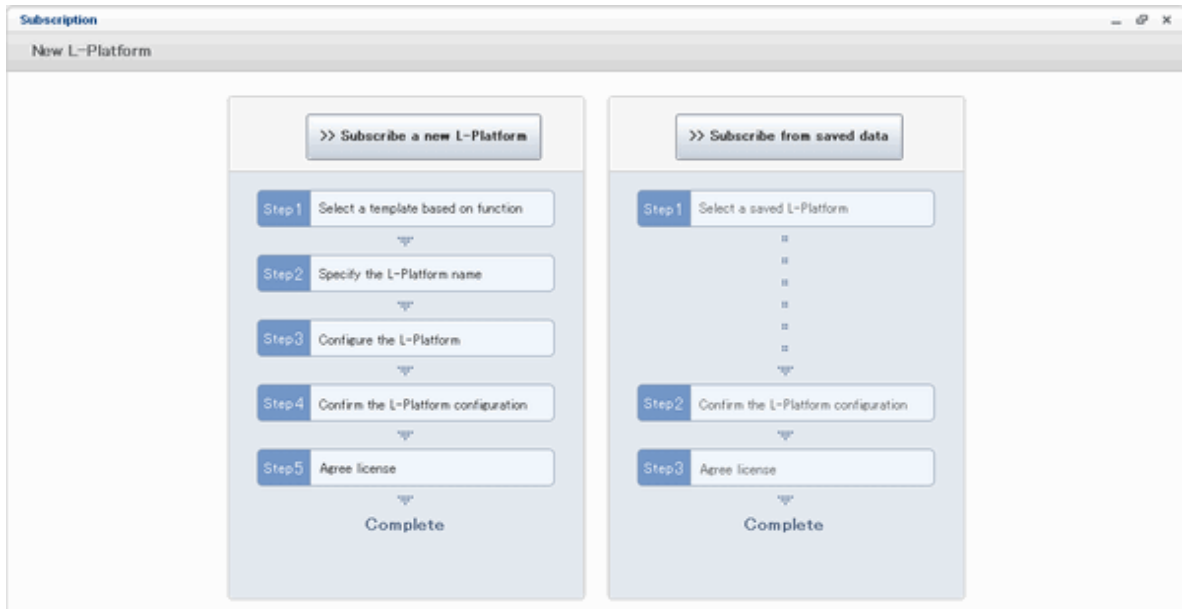 Subscription
New L-Platform
>> Subscribe a new L-Platform
Step1 Select a template based on function
Step2 Specify the L-Platform name
Step3 Configure the L-Platform
Step4 Confirm the L-Platform configuration
Step5 Agree license
Complete
>> Subscribe from saved data
Step1 Select a saved L-Platform
Step2 Confirm the L-Platform configuration
Step3 Agree license
Complete